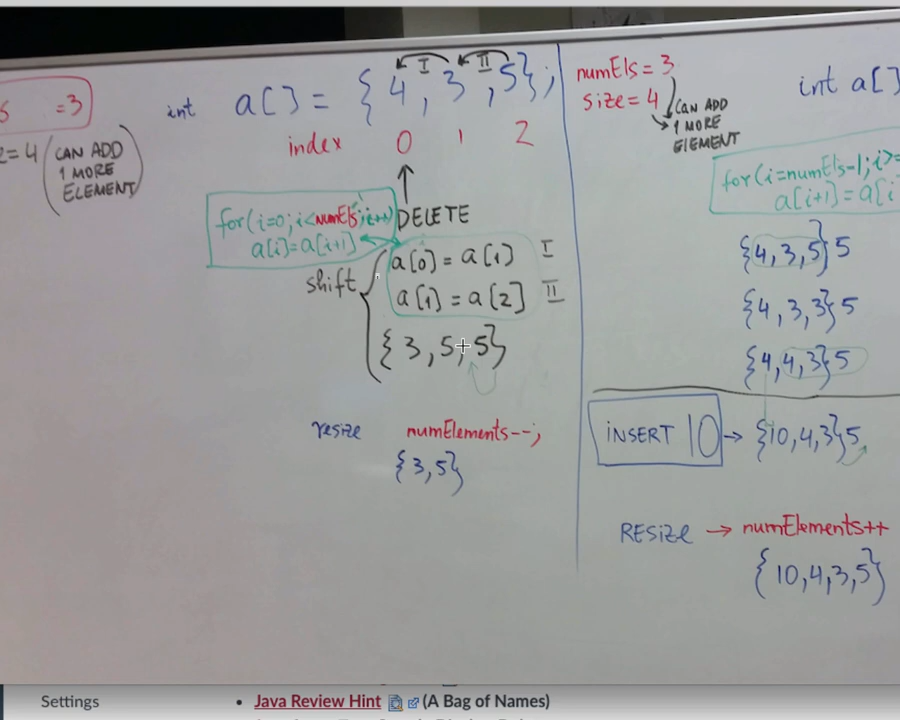 =3
=4 (CAN ADD
1 MORE
ELEMENT)
int a[] = {4, 3, 5};
I II
index 0 1 2
DELETE
for(i=0; i<numEls; i++)
a[i]=a[i+1]
shift
a[0] = a[1] I
a[1] = a[2] II
{3, 5, 5}
resize numElements--;
{3, 5}
numEls = 3
size = 4
CAN ADD
1 MORE
ELEMENT
int a[]
for(i=numEls-1; i>=
a[i+1] = a[i
{4, 3, 5} 5
{4, 3, 3} 5
{4, 4, 3} 5
INSERT 10 → {10, 4, 3} 5
RESIZE → numElements++
{10, 4, 3, 5}
Settings
• Java Review Hint (A Bag of Names)